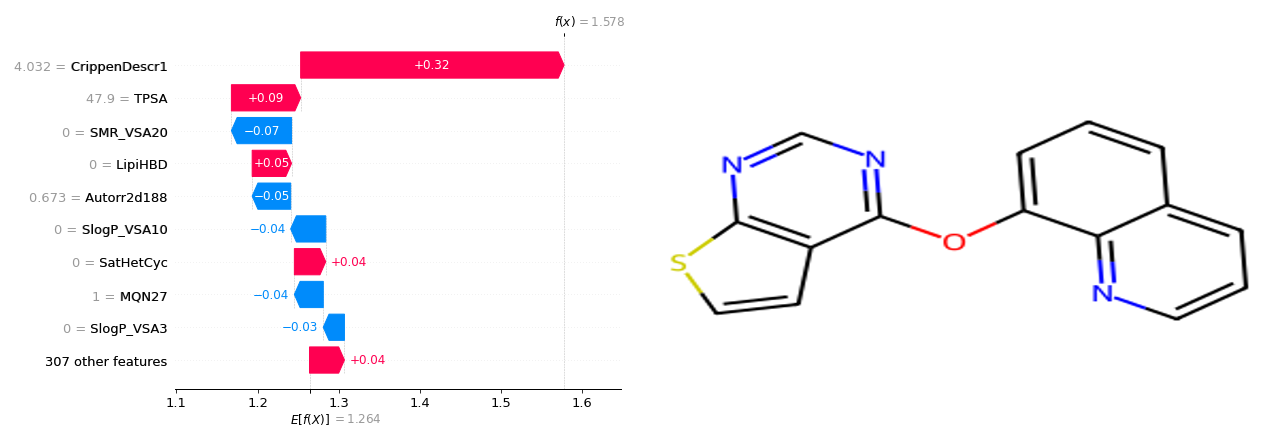 f(x) = 1.578
4.032 = CrippenDescr1
+0.32
47.9 = TPSA
+0.09
0 = SMR_VSA20
−0.07
0 = LipiHBD
+0.05
0.673 = Autorr2d188
−0.05
0 = SlogP_VSA10
−0.04
0 = SatHetCyc
+0.04
1 = MQN27
−0.04
0 = SlogP_VSA3
−0.03
307 other features
+0.04
1.1 1.2 1.3 1.4 1.5 1.6
E[f(X)] = 1.264
N N
S O
N